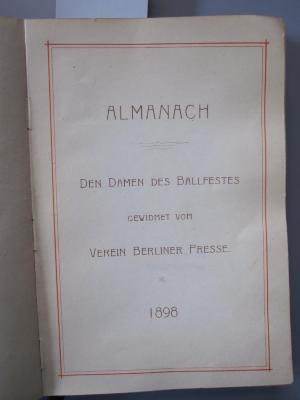 ALMANACH
DEN DAMEN DES BALLFESTES
GEWIDMET VOM
VEREIN BERLINER PRESSE.
1898